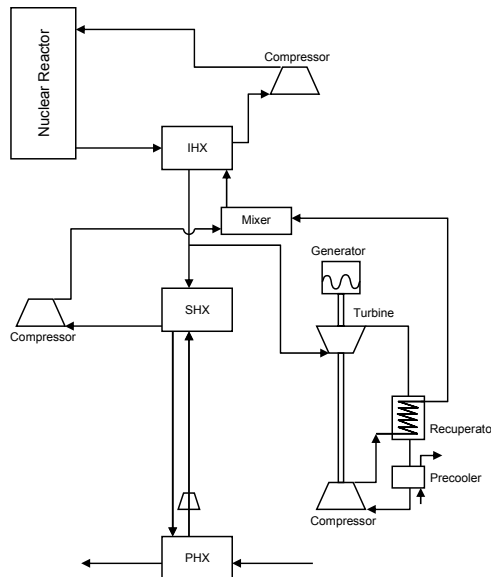 Nuclear Reactor
Compressor
IHX
Mixer
Generator
Turbine
SHX
Compressor
Recuperato
Precooler
Compressor
PHX